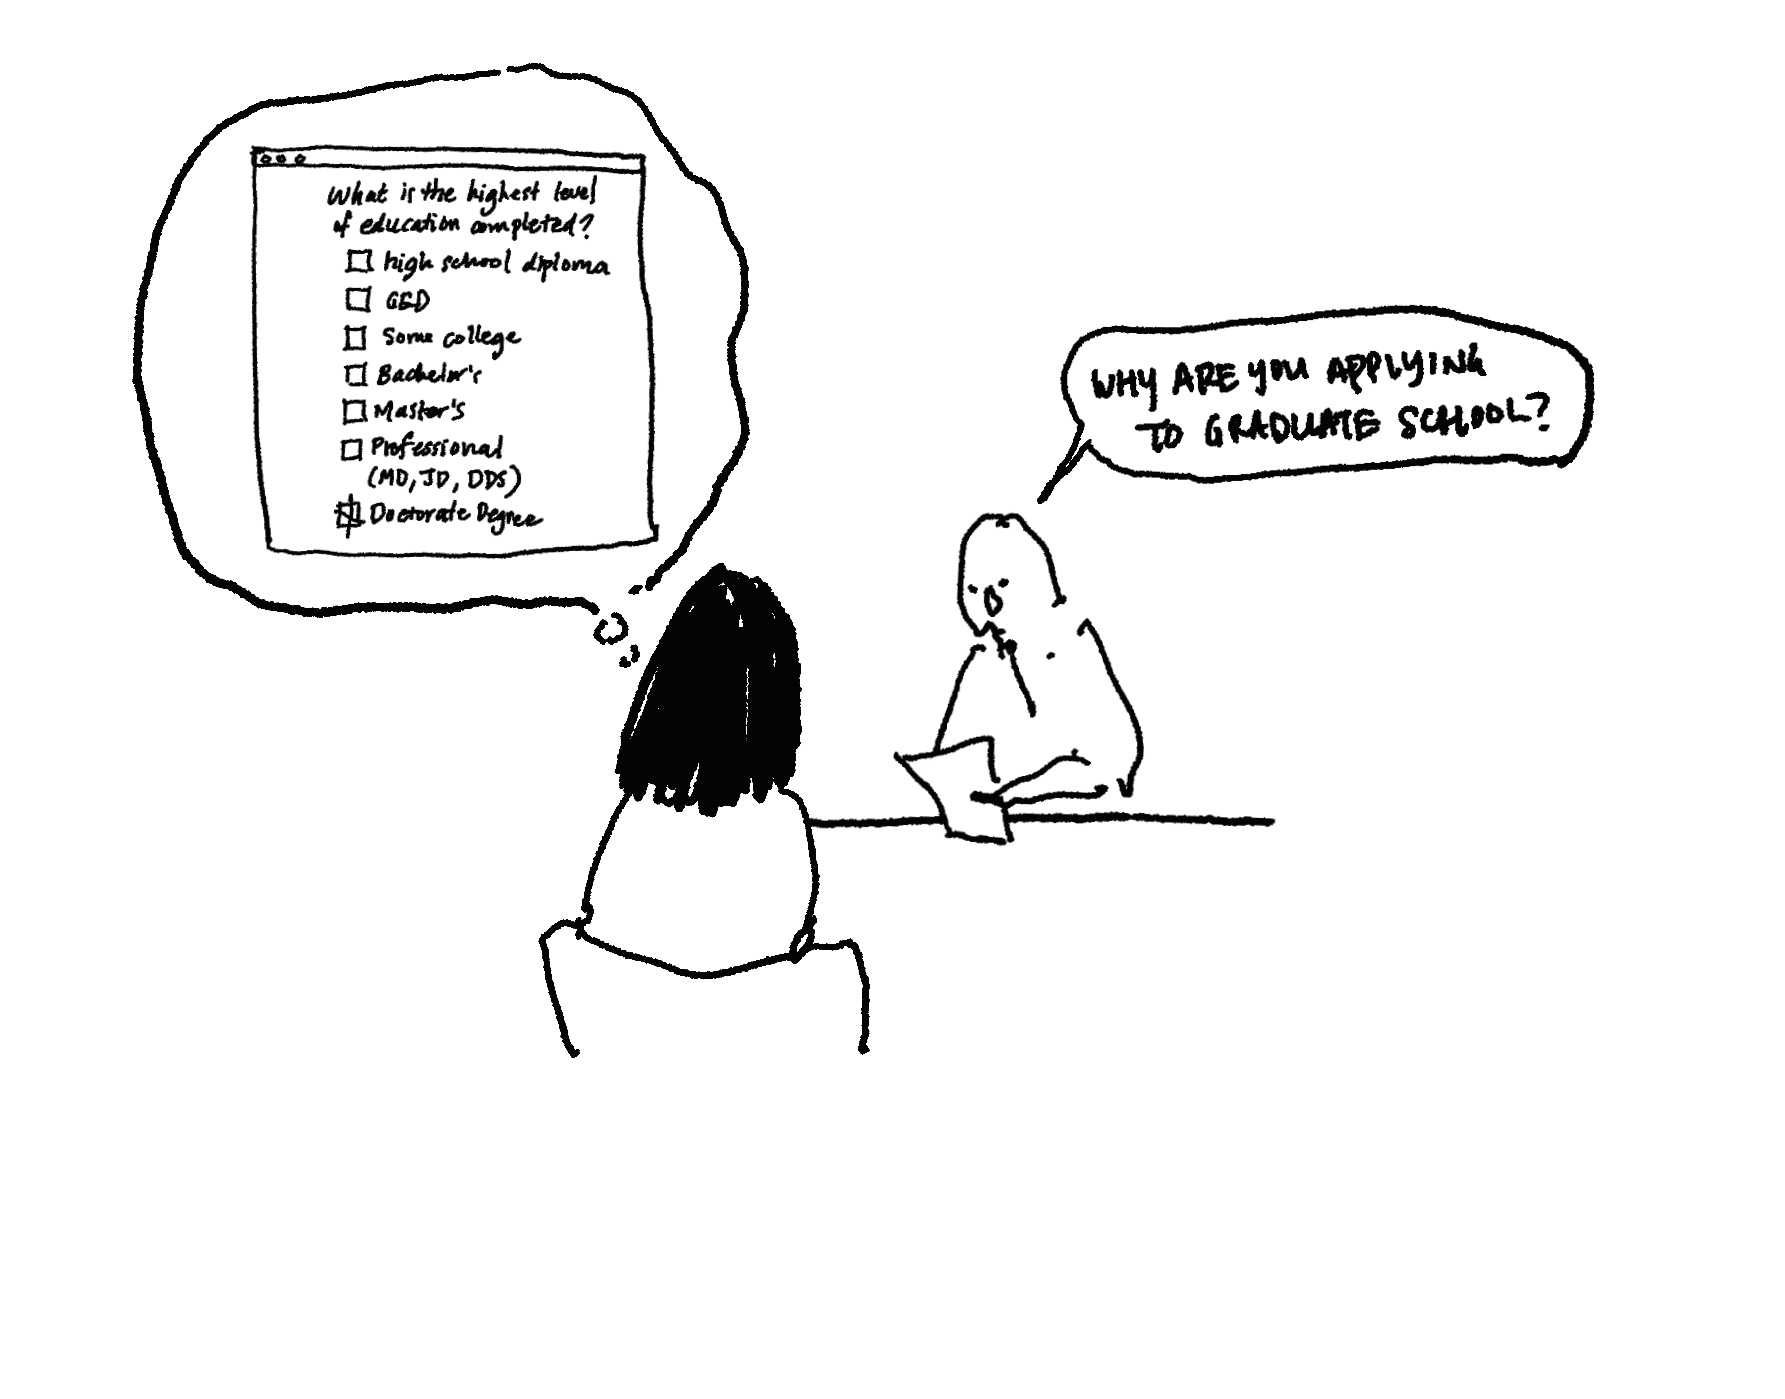 What is the highest level
of education completed?
high school diploma
GED
Some college
Bachelor's
Master's
Professional
(MD, JD, DDS)
Doctorate Degree
WHY ARE YOU APPLYING
TO GRADUATE SCHOOL?